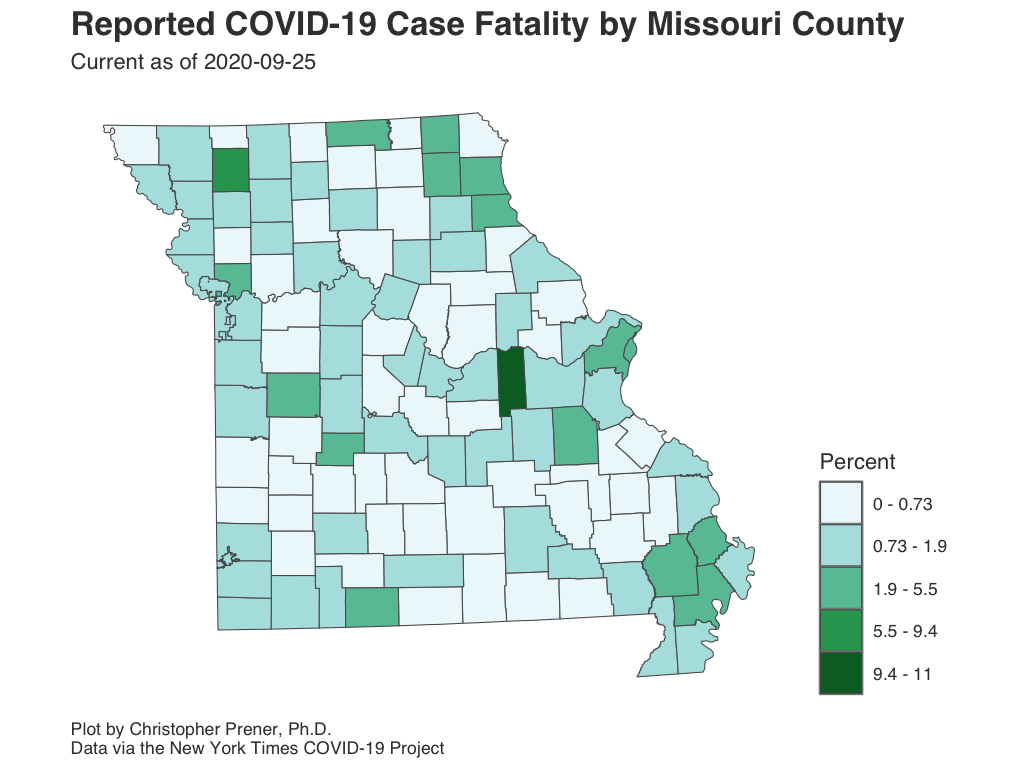 Reported COVID-19 Case Fatality by Missouri County
Current as of 2020-09-25
Percent
0 - 0.73
0.73 - 1.9
1.9 - 5.5
5.5 - 9.4
9.4 - 11
Plot by Christopher Prener, Ph.D.
Data via the New York Times COVID-19 Project